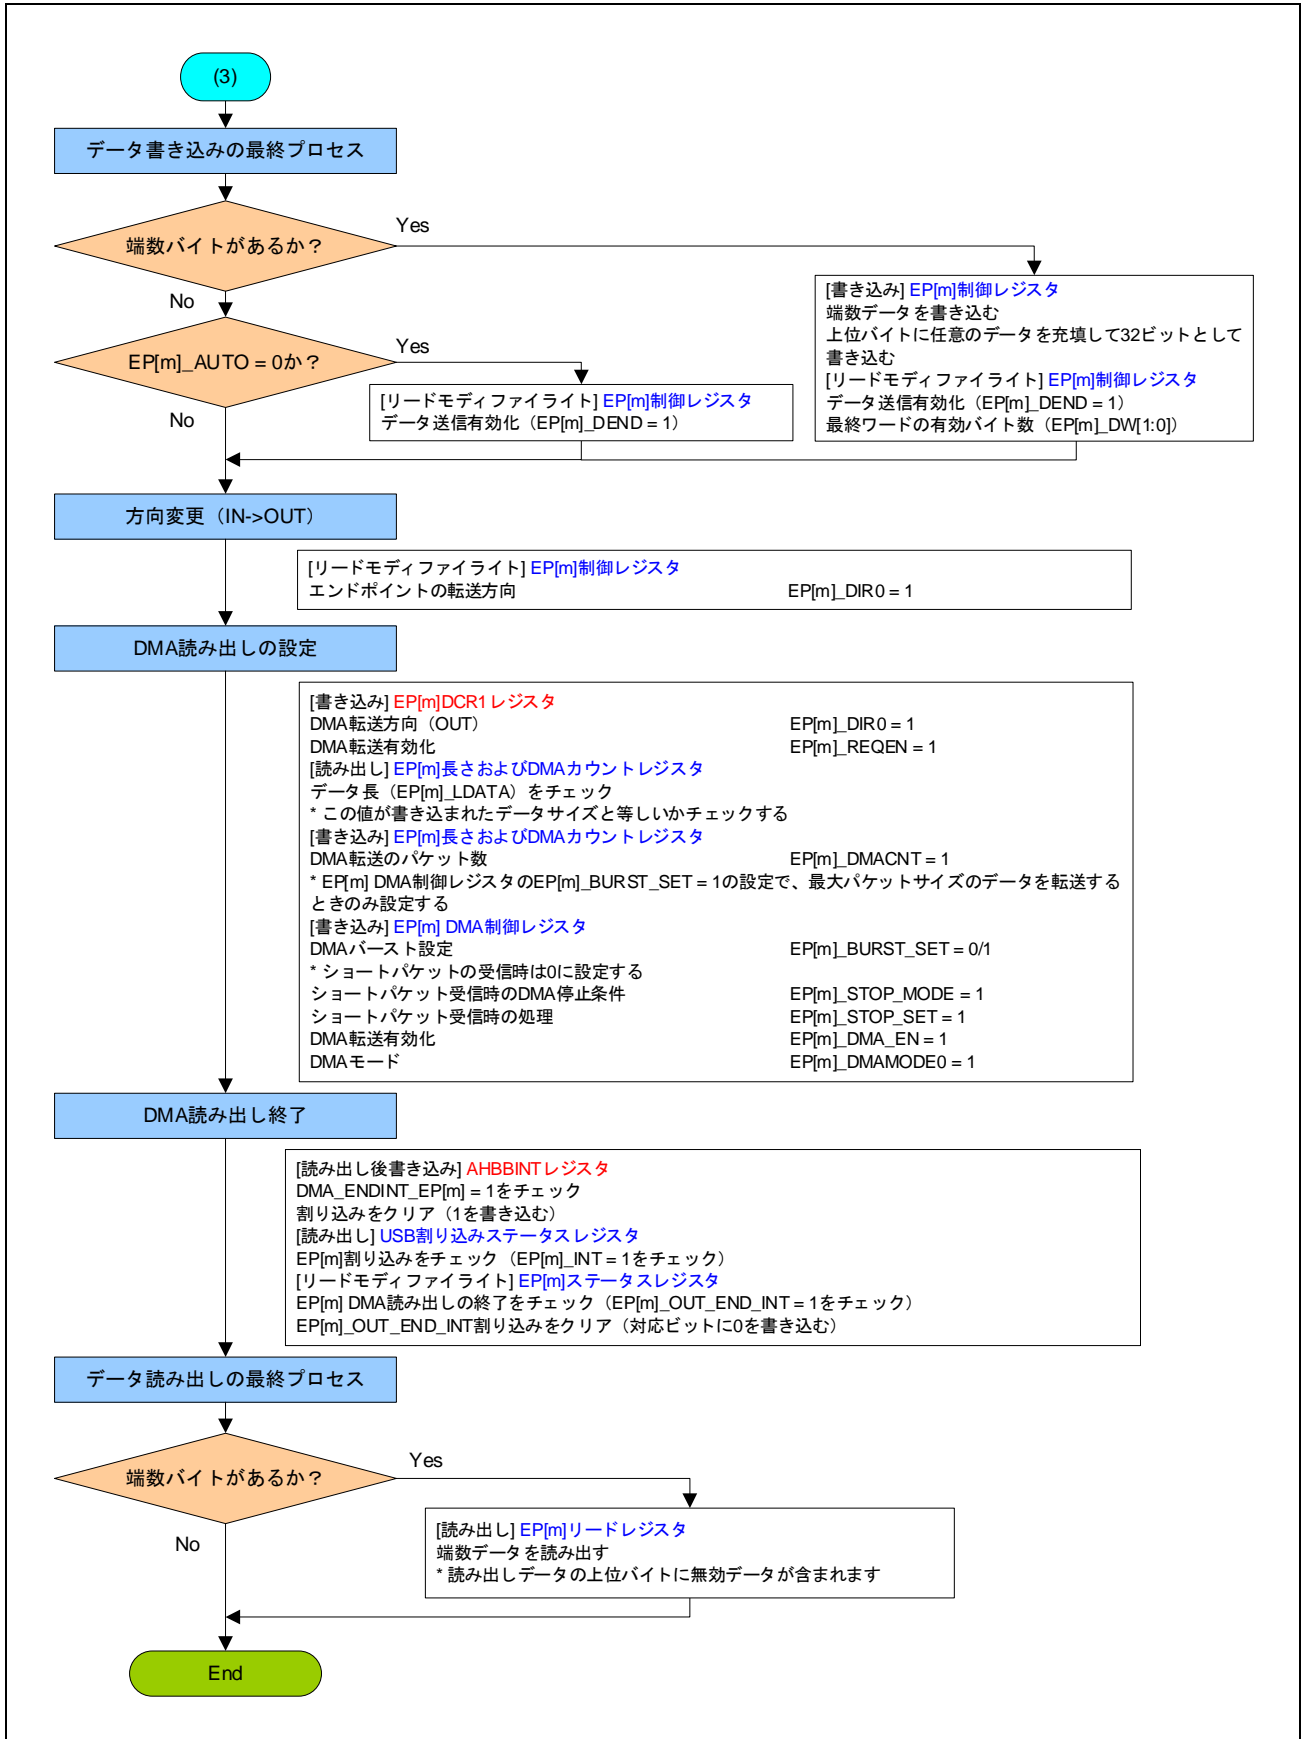 (3)
データ書き込みの最終プロセス
端数バイトがあるか？
Yes
No
[書き込み] EP[m]制御レジスタ
端数データを書き込む
上位バイトに任意のデータを充填して32ビットとして
書き込む
[リードモディファイライト] EP[m]制御レジスタ
データ送信有効化（EP[m]_DEND = 1）
最終ワードの有効バイト数（EP[m]_DW[1:0]）
EP[m]_AUTO = 0か？
Yes
No
[リードモディファイライト] EP[m]制御レジスタ
データ送信有効化（EP[m]_DEND = 1）
方向変更（IN->OUT）
[リードモディファイライト] EP[m]制御レジスタ
エンドポイントの転送方向 EP[m]_DIR0 = 1
DMA読み出しの設定
[書き込み] EP[m]DCR1レジスタ
DMA転送方向（OUT） EP[m]_DIR0 = 1
DMA転送有効化 EP[m]_REQEN = 1
[読み出し] EP[m]長さおよびDMAカウントレジスタ
データ長（EP[m]_LDATA）をチェック
* この値が書き込まれたデータサイズと等しいかチェックする
[書き込み] EP[m]長さおよびDMAカウントレジスタ
DMA転送のパケット数 EP[m]_DMACNT = 1
* EP[m] DMA制御レジスタのEP[m]_BURST_SET = 1の設定で、最大パケットサイズのデータを転送する
ときのみ設定する
[書き込み] EP[m] DMA制御レジスタ
DMAバースト設定 EP[m]_BURST_SET = 0/1
* ショートパケットの受信時は0に設定する
ショートパケット受信時のDMA停止条件 EP[m]_STOP_MODE = 1
ショートパケット受信時の処理 EP[m]_STOP_SET = 1
DMA転送有効化 EP[m]_DMA_EN = 1
DMAモード EP[m]_DMAMODE0 = 1
DMA読み出し終了
[読み出し後書き込み] AHBBINTレジスタ
DMA_ENDINT_EP[m] = 1をチェック
割り込みをクリア（1を書き込む）
[読み出し] USB割り込みステータスレジスタ
EP[m]割り込みをチェック（EP[m]_INT = 1をチェック）
[リードモディファイライト] EP[m]ステータスレジスタ
EP[m] DMA読み出しの終了をチェック（EP[m]_OUT_END_INT = 1をチェック）
EP[m]_OUT_END_INT割り込みをクリア（対応ビットに0を書き込む）
データ読み出しの最終プロセス
端数バイトがあるか？
Yes
No
[読み出し] EP[m]リードレジスタ
端数データを読み出す
* 読み出しデータの上位バイトに無効データが含まれます
End